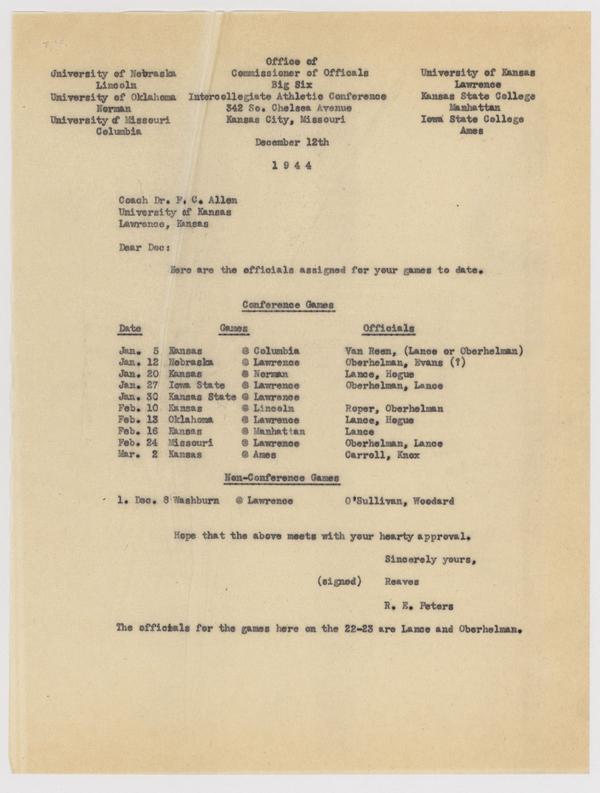 Office of
University of Nebraska Commissioner of Officals University of Kansas
Lincoln Big Six Lawrence
University of Oklahoma Intercollegiate Athletic Conference Kansas State College
Norman 342 So. Chelsea Avenue Manhattan
University of Missouri Kansas City, Missouri Iowa State College
Columbia Ames
December 12th
1 9 4 4
Coach Dr. F. C. Allen
University of Kansas
Lawrence, Kansas
Dear Doc:
Here are the officials assigned for your games to date.
Conference Games
Date Games Officials
Jan. 5 Kansas @ Columbia Van Reen, (Lance or Oberhelman)
Jan. 12 Nebraska @ Lawrence Oberhelman, Evans (?)
Jan. 20 Kansas @ Norman Lance, Hogue
Jan. 27 Iowa State @ Lawrence Oberhelman, Lance
Jan. 30 Kansas State @ Lawrence
Feb. 10 Kansas @ Lincoln Roper, Oberhelman
Feb. 13 Oklahoma @ Lawrence Lance, Hogue
Feb. 16 Kansas @ Manhattan Lance
Feb. 24 Missouri @ Lawrence Oberhelman, Lance
Mar. 2 Kansas @ Ames Carroll, Knox
Non-Conference Games
1. Dec. 8 Washburn @ Lawrence O'Sullivan, Woodard
Hope that the above meets with your hearty approval.
Sincerely yours,
(signed) Reaves
R. E. Peters
The officials for the games here on the 22-23 are Lance and Oberhelman.